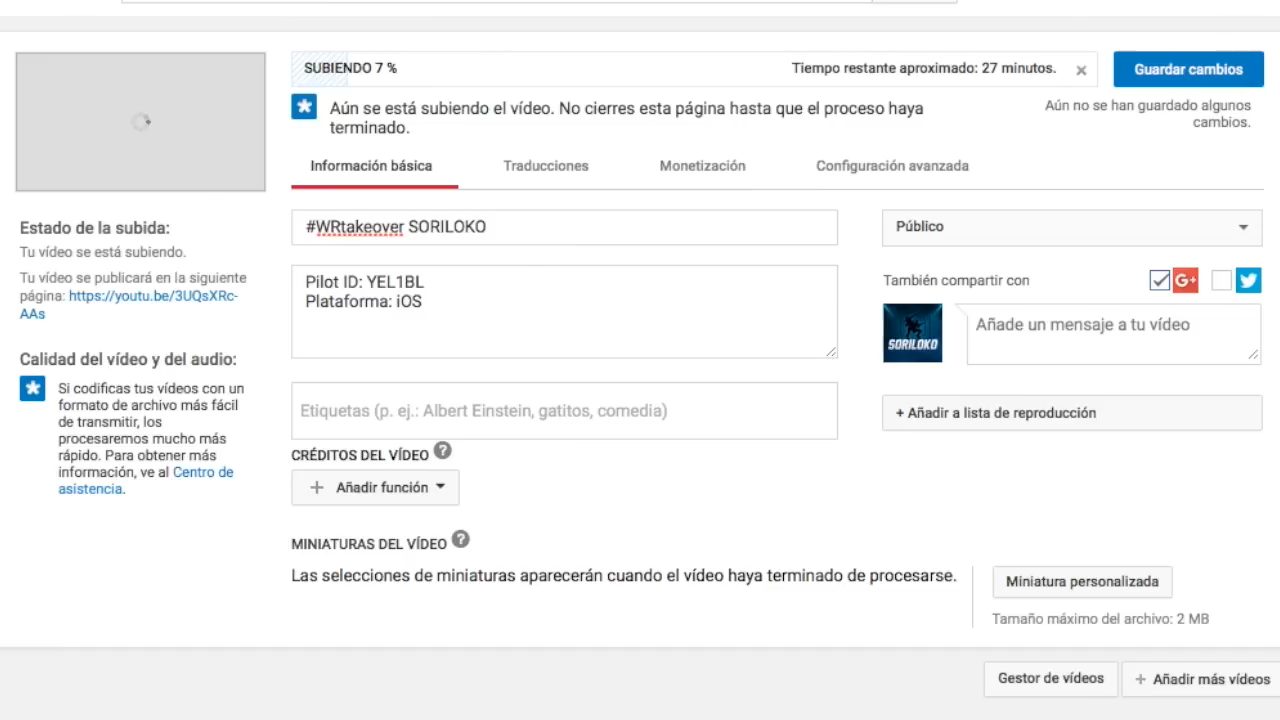 SUBIENDO 7 %
Tiempo restante aproximado: 27 minutos.
Guardar cambios
Aún se está subiendo el vídeo. No cierres esta página hasta que el proceso haya
terminado.
Aún no se han guardado algunos
cambios.
Información básica
Traducciones
Monetización
Configuración avanzada
Estado de la subida:
Tu vídeo se está subiendo.
Tu vídeo se publicará en la siguiente
página: https://youtu.be/3UQsXRc-
AAs
Calidad del vídeo y del audio:
Si codificas tus vídeos con un
formato de archivo más fácil
de transmitir, los
procesaremos mucho más
rápido. Para obtener más
información, ve al Centro de
asistencia.
#WRtakeover SORILOKO
Pilot ID: YEL1BL
Plataforma: iOS
Etiquetas (p. ej.: Albert Einstein, gatitos, comedia)
CRÉDITOS DEL VÍDEO ?
+ Añadir función
MINIATURAS DEL VÍDEO ?
Las selecciones de miniaturas aparecerán cuando el vídeo haya terminado de procesarse.
Público
También compartir con
G+
SORILOKO
Añade un mensaje a tu vídeo
+ Añadir a lista de reproducción
Miniatura personalizada
Tamaño máximo del archivo: 2 MB
Gestor de vídeos
+ Añadir más vídeos